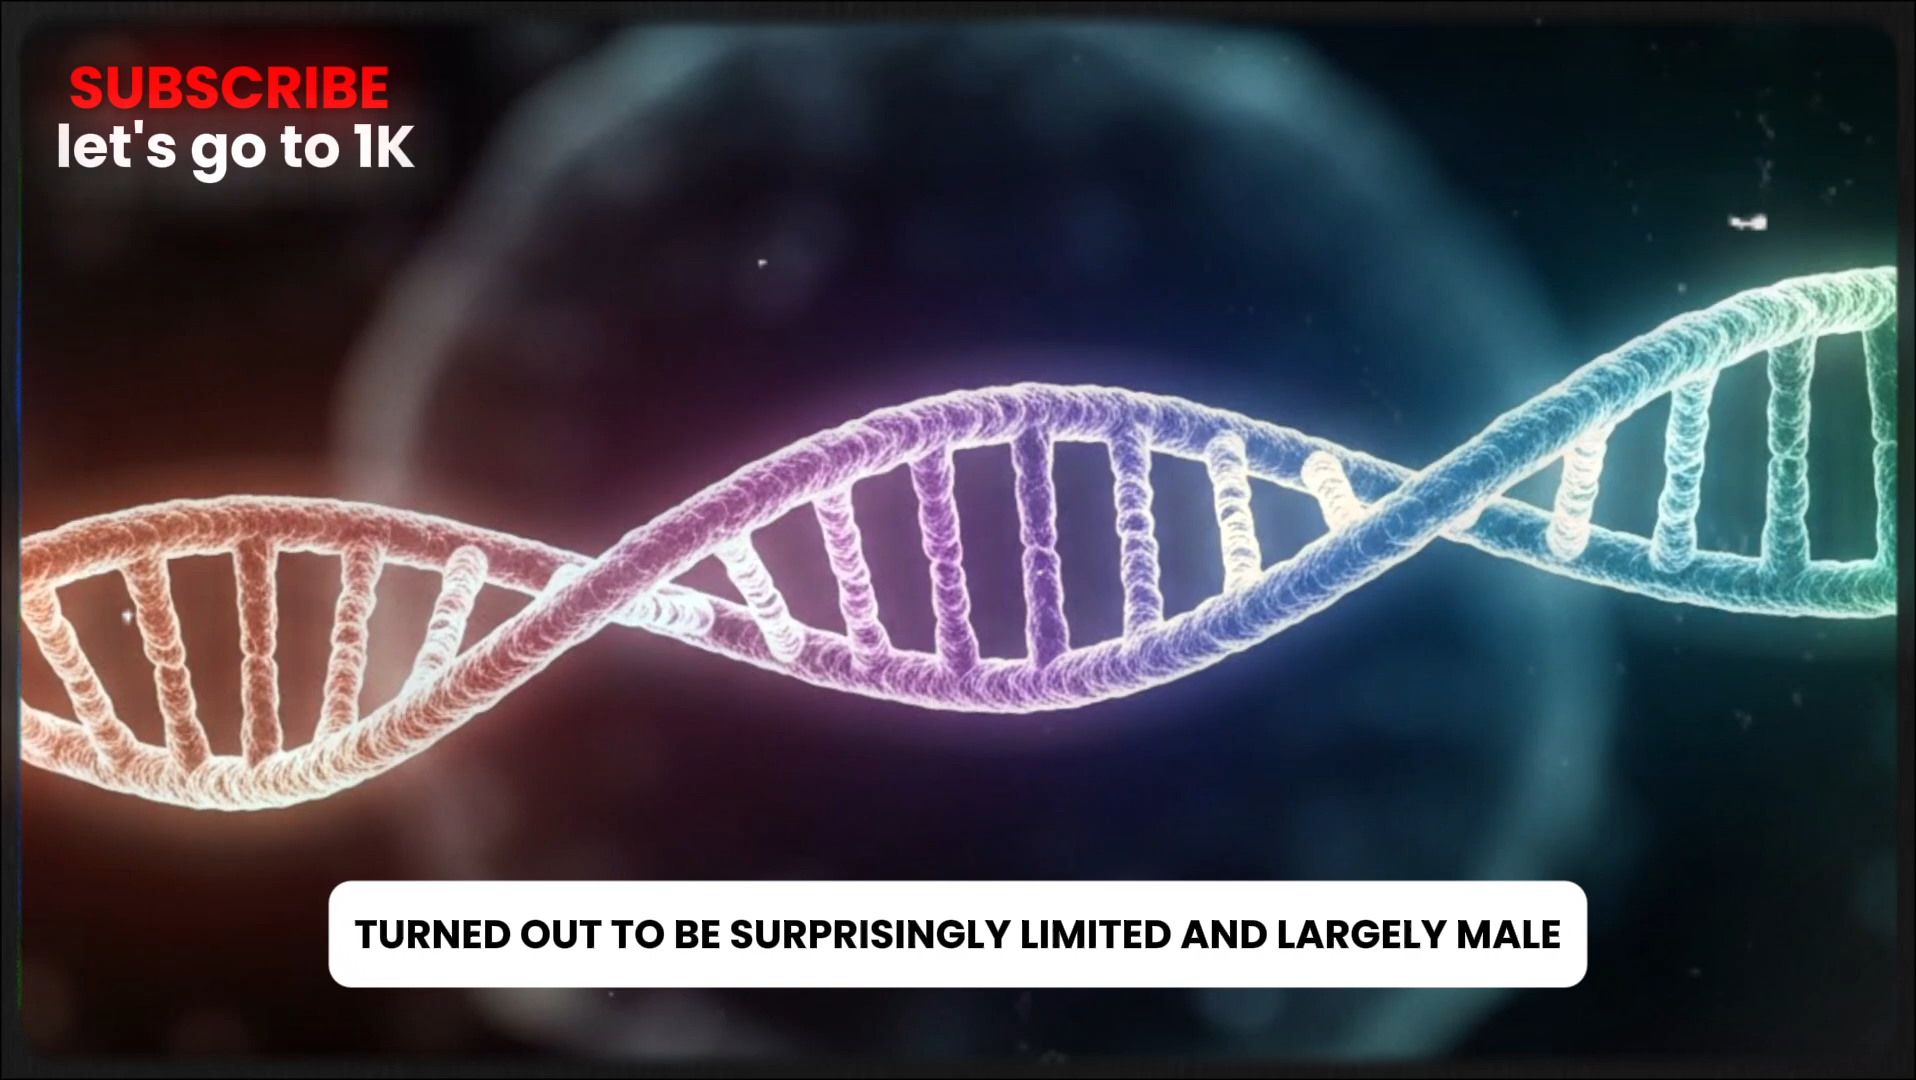 SUBSCRIBE
let's go to 1K
TURNED OUT TO BE SURPRISINGLY LIMITED AND LARGELY MALE